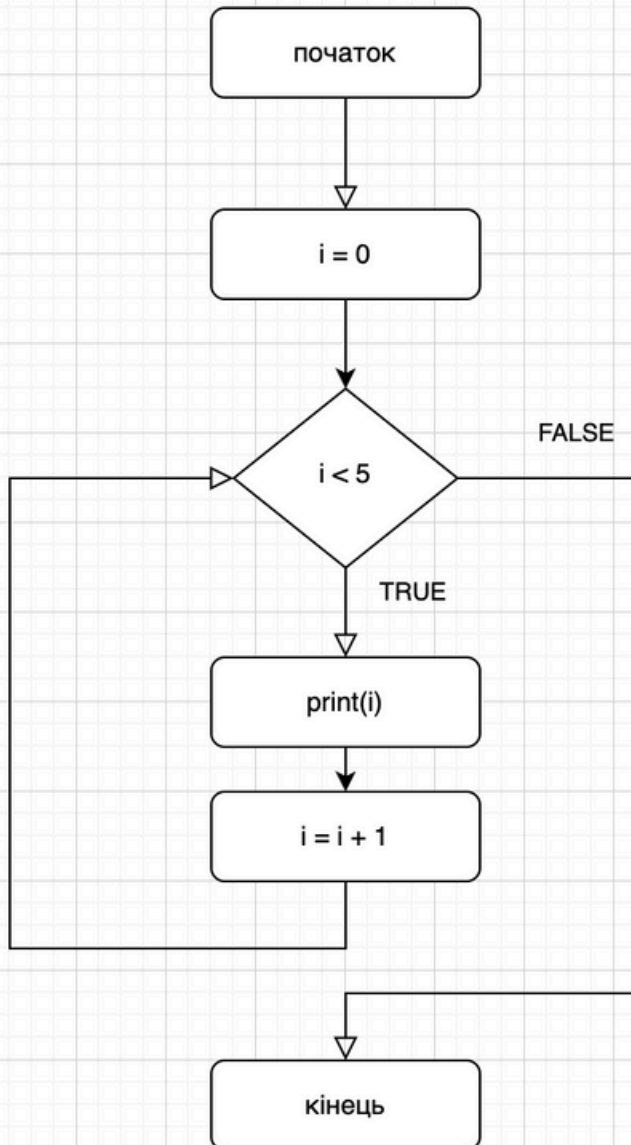 початок
i = 0
i < 5
FALSE
TRUE
print(i)
i = i + 1
кінець